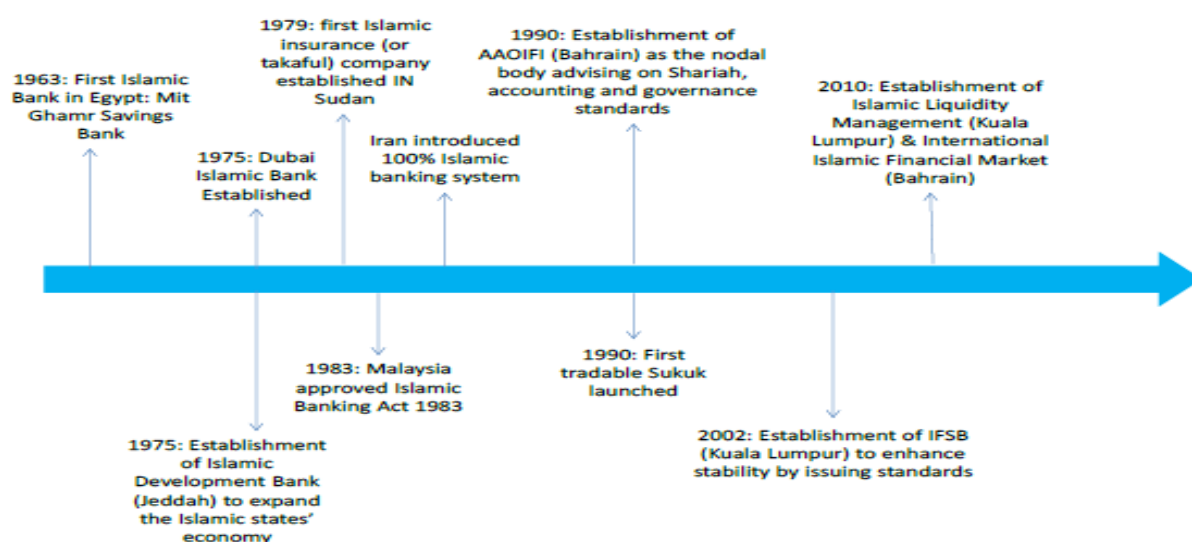 1963: First Islamic
Bank in Egypt: Mit
Ghamr Savings
Bank
1975: Dubai
Islamic Bank
Established
1979: first Islamic
insurance (or
takaful) company
established IN
Sudan
Iran introduced
100% Islamic
banking system
1990: Establishment of
AAOIFI (Bahrain) as the nodal
body advising on Shariah,
accounting and governance
standards
2010: Establishment of
Islamic Liquidity
Management (Kuala
Lumpur) & International
Islamic Financial Market
(Bahrain)
1975: Establishment
of Islamic
Development Bank
(Jeddah) to expand
the Islamic states'
economy
1983: Malaysia
approved Islamic
Banking Act 1983
1990: First
tradable Sukuk
launched
2002: Establishment of IFSB
(Kuala Lumpur) to enhance
stability by issuing standards